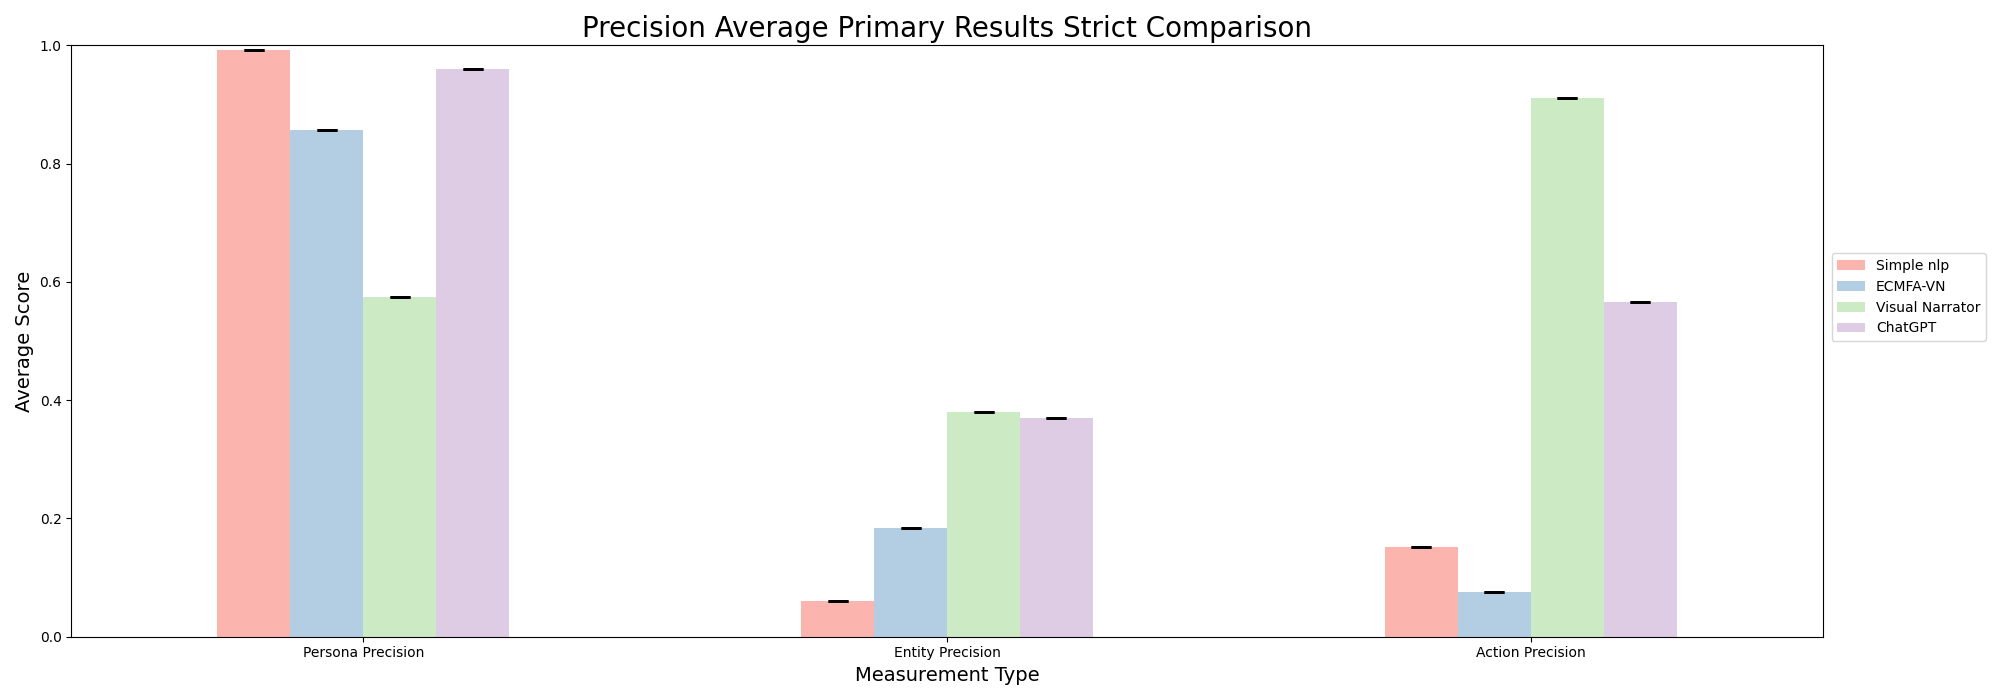 Precision Average Primary Results Strict Comparison
1.0
0.8
0.6
0.4
0.2
0.0
Average Score
Persona Precision
Entity Precision
Action Precision
Measurement Type
Simple nlp
ECMFA-VN
Visual Narrator
ChatGPT